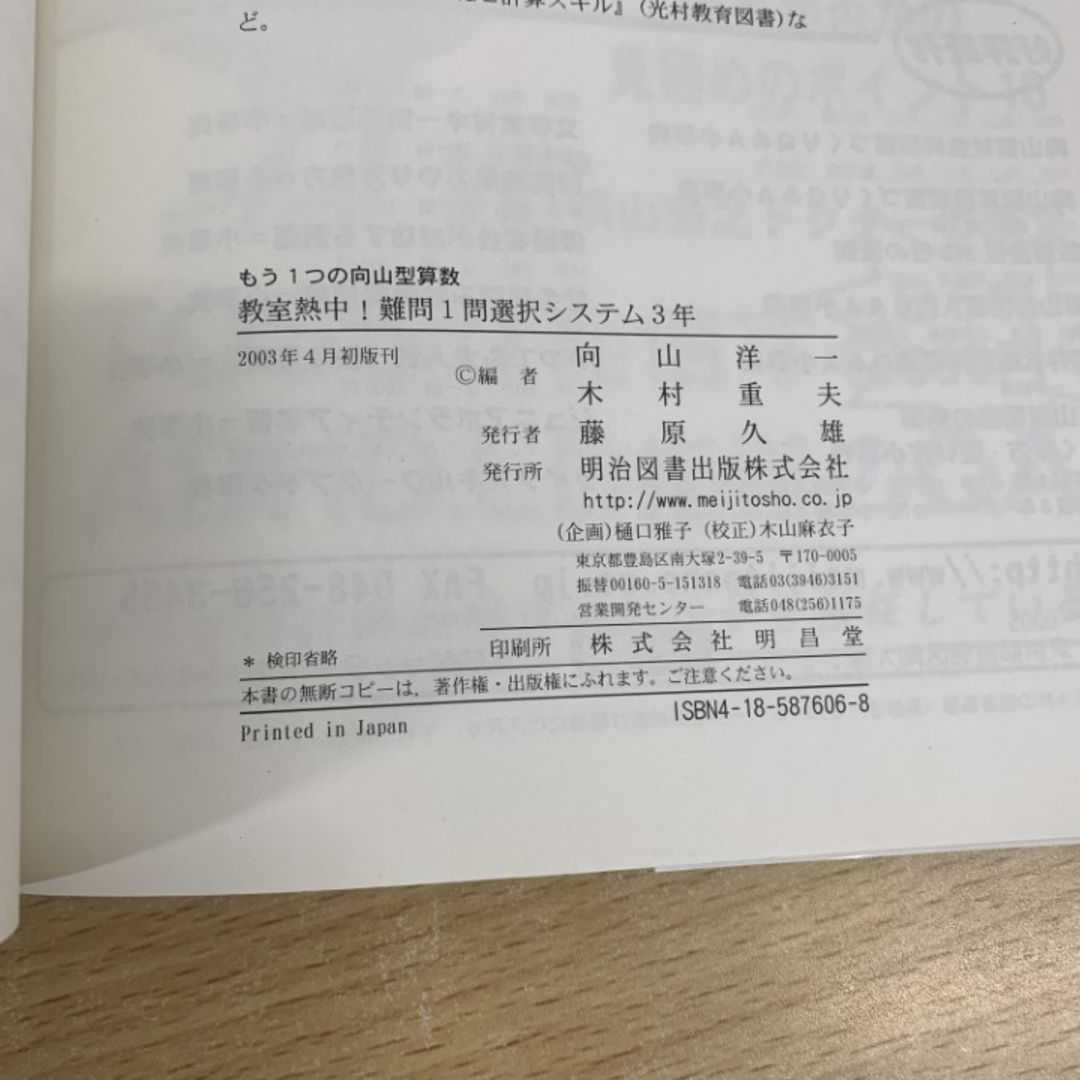 計算スキル』(光村教育図書)な
ど。
もう1つの向山型算数
教室熱中!難問1問選択システム3年
2003年4月初版刊
©編 者
向 山 洋 一
木 村 重 夫
発行者 藤 原 久 雄
発行所 明治図書出版株式会社
http://www.meijitosho.co.jp
(企画)樋口雅子 (校正)木山麻衣子
東京都豊島区南大塚2-39-5 〒170-0005
振替00160-5-151318 電話03(3946)3151
営業開発センター 電話048(256)1175
*検印省略
印刷所 株 式 会 社 明 昌 堂
本書の無断コピーは,著作権・出版権にふれます。ご注意ください。
Printed in Japan
ISBN4-18-587606-8